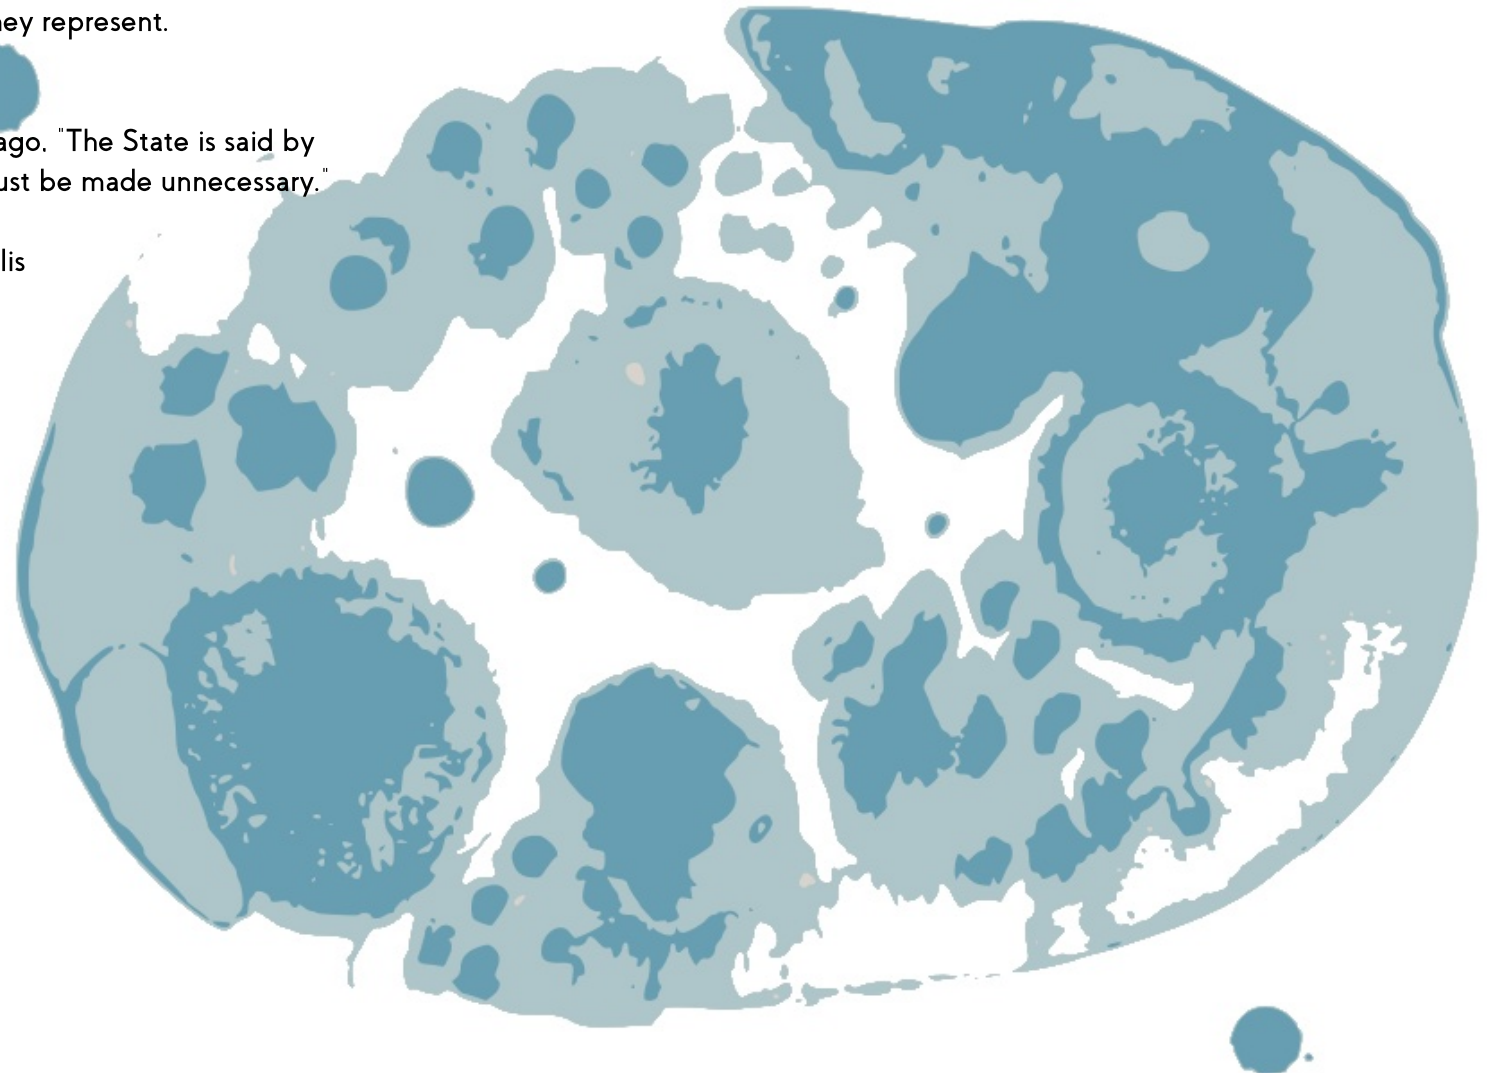 ey represent.
ago. "The State is said by
ust be made unnecessary."
lis